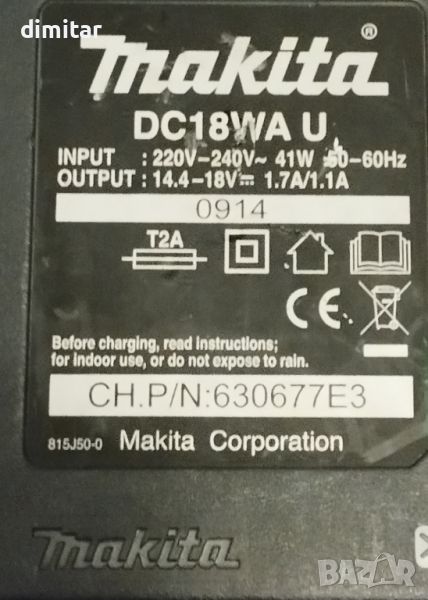 dimitar
makita®
DC18WA U
INPUT : 220V–240V~ 41W 50–60Hz
OUTPUT : 14.4–18V⎓ 1.7A/1.1A
0914
T2A
CE
Before charging, read instructions;
for indoor use, or do not expose to rain.
CH.P/N:630677E3
815J50-0 Makita Corporation
makita
BAZAR